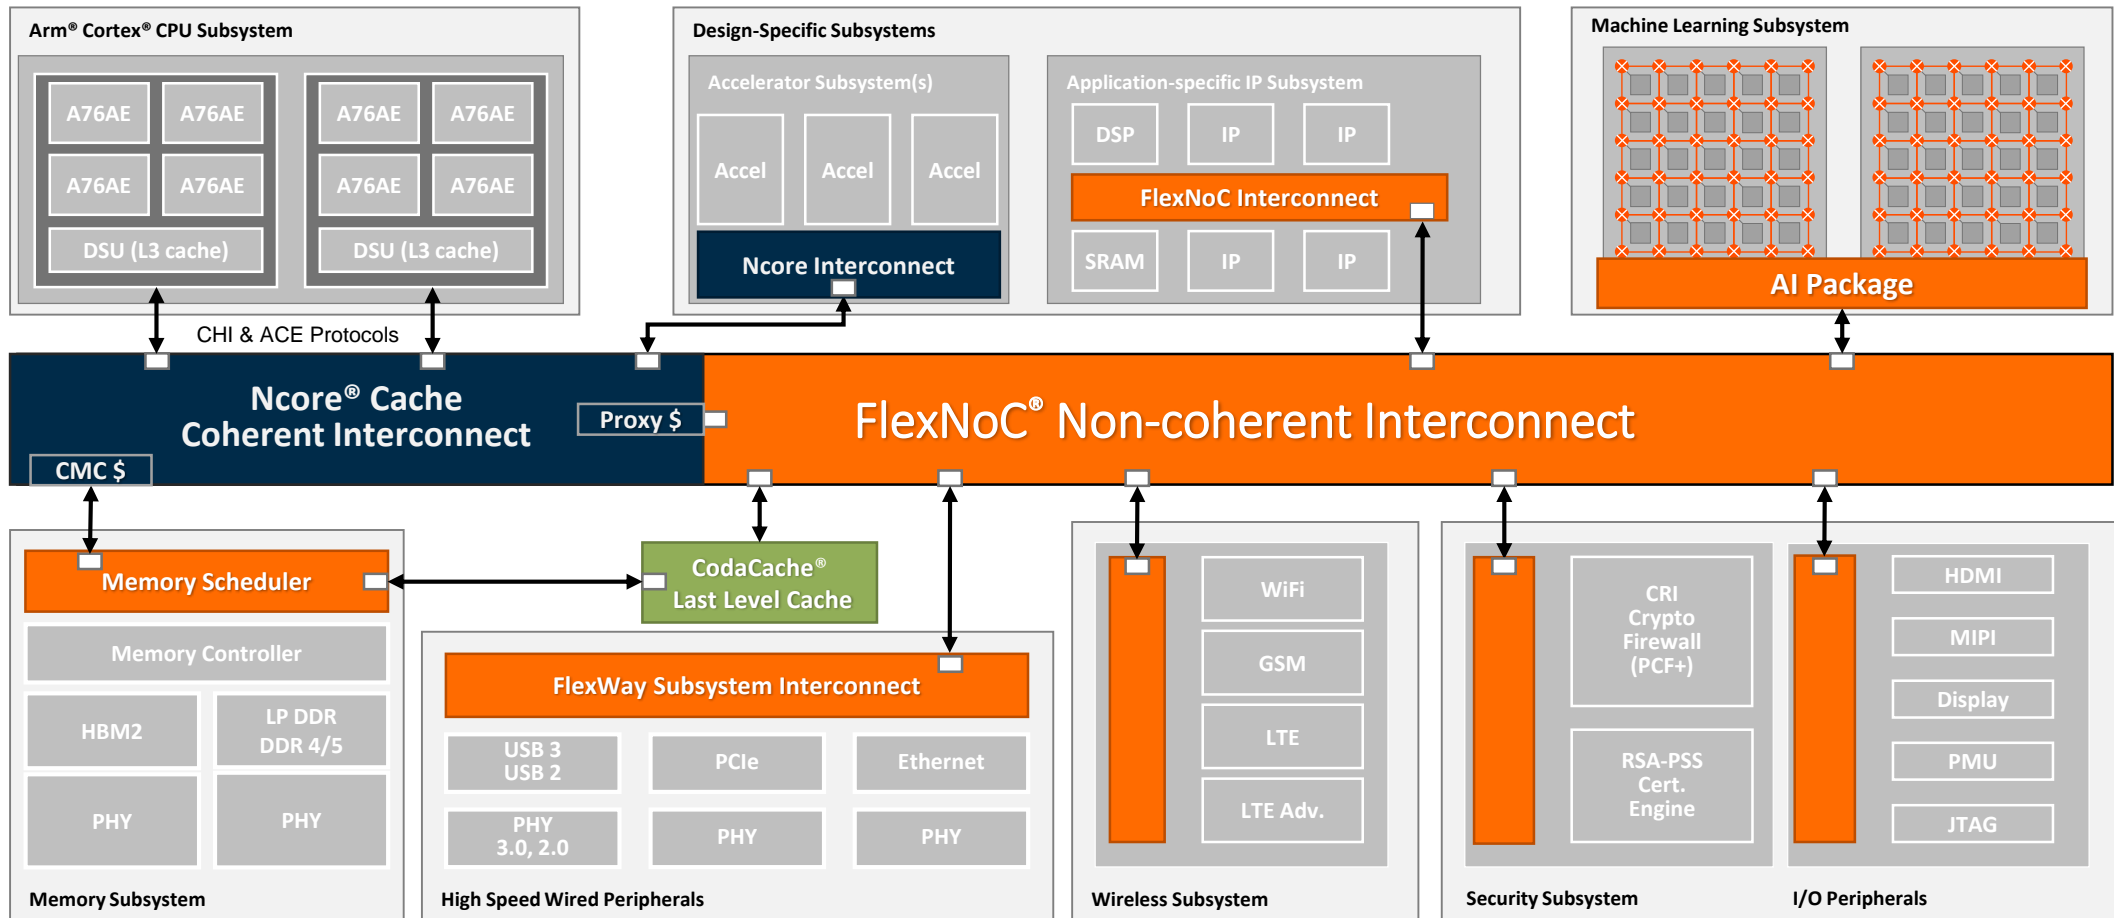 Arm® Cortex® CPU Subsystem
A76AE
A76AE
A76AE
A76AE
A76AE
A76AE
A76AE
A76AE
DSU (L3 cache)
DSU (L3 cache)
CHI & ACE Protocols
Design-Specific Subsystems
Accelerator Subsystem(s)
Accel
Accel
Accel
Ncore Interconnect
Application-specific IP Subsystem
DSP
IP
IP
FlexNoC Interconnect
SRAM
IP
IP
Machine Learning Subsystem
AI Package
Ncore® Cache
Coherent Interconnect
Proxy $
CMC $
FlexNoC® Non-coherent Interconnect
Memory Scheduler
Memory Controller
HBM2
LP DDR
DDR 4/5
PHY
PHY
Memory Subsystem
CodaCache®
Last Level Cache
FlexWay Subsystem Interconnect
USB 3
USB 2
PCIe
Ethernet
PHY
3.0, 2.0
PHY
PHY
High Speed Wired Peripherals
WiFi
GSM
LTE
LTE Adv.
Wireless Subsystem
CRI
Crypto
Firewall
(PCF+)
RSA-PSS
Cert.
Engine
Security Subsystem
HDMI
MIPI
Display
PMU
JTAG
I/O Peripherals